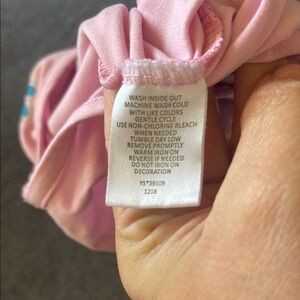 WASH INSIDE OUT
MACHINE WASH COLD
WITH LIKE COLORS
GENTLE CYCLE
USE NON-CHLORINE BLEACH
WHEN NEEDED
TUMBLE DRY LOW
REMOVE PROMPTLY
WARM IRON ON
REVERSE IF NEEDED
DO NOT IRON ON
DECORATION
YS*39509
1218